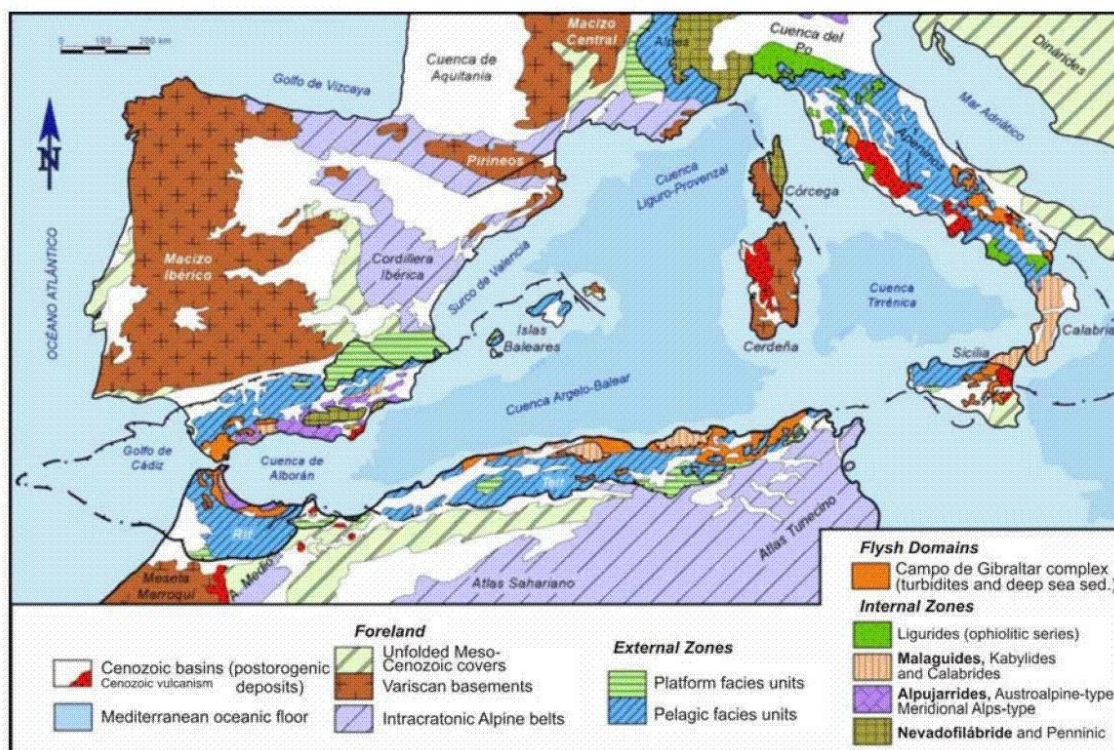 0 100 200 km
Macizo
Central
Alpes
Cuenca del
Po
Dináridos
Cuenca de
Aquitania
Golfo de Vizcaya
Mar Adriático
N
Pirineos
Apeninos
Cuenca
Liguro-Provenzal
Córcega
OCÉANO ATLÁNTICO
Macizo
Ibérico
Cordillera
Ibérica
Surco de Valencia
Cuenca
Tirrénica
Islas
Baleares
Cerdeña
Calabria
Sicilia
Cuenca Argelo-Balear
Golfo de
Cádiz
Cuenca de
Alborán
Tell
Rif
Atlas Tunecino
Meseta
Marroquí
A. Medio
Atlas Sahariano
Flysh Domains
Campo de Gibraltar complex
(turbidites and deep sea sed.)
Internal Zones
Ligurides (ophiolitic series)
Malaguides, Kabylides
and Calabrides
Alpujarrides, Austroalpine-type
Meridional Alps-type
Nevadofilábride and Penninic
Foreland
Unfolded Meso-
Cenozoic covers
Variscan basements
Intracratonic Alpine belts
External Zones
Platform facies units
Pelagic facies units
Cenozoic basins (postorogenic
deposits)
Cenozoic vulcanism
Mediterranean oceanic floor